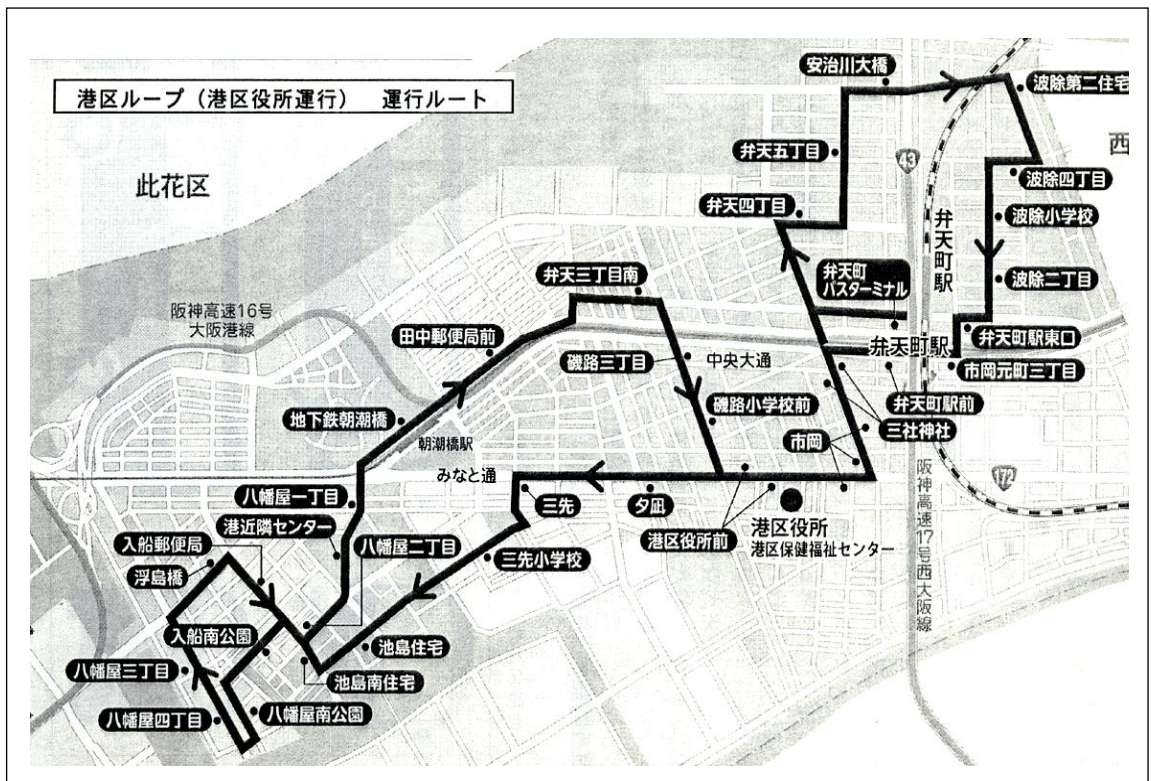 港区ループ（港区役所運行）　運行ルート
安治川大橋
波除第二住宅
此花区
弁天五丁目
43
西
波除四丁目
弁天四丁目
波除小学校
弁天町駅
弁天三丁目南
弁天町
バスターミナル
波除二丁目
阪神高速16号
大阪港線
田中郵便局前
弁天町駅
弁天町駅東口
磯路三丁目
中央大通
市岡元町三丁目
磯路小学校前
弁天町駅前
地下鉄朝潮橋
三社神社
朝潮橋駅
市岡
みなと通
阪神高速17号西大阪線
172
八幡屋一丁目
三先
夕凪
港区役所前
港区役所
港区保健福祉センター
港近隣センター
入船郵便局
八幡屋二丁目
三先小学校
浮島橋
入船南公園
池島住宅
八幡屋三丁目
池島南住宅
八幡屋四丁目
八幡屋南公園